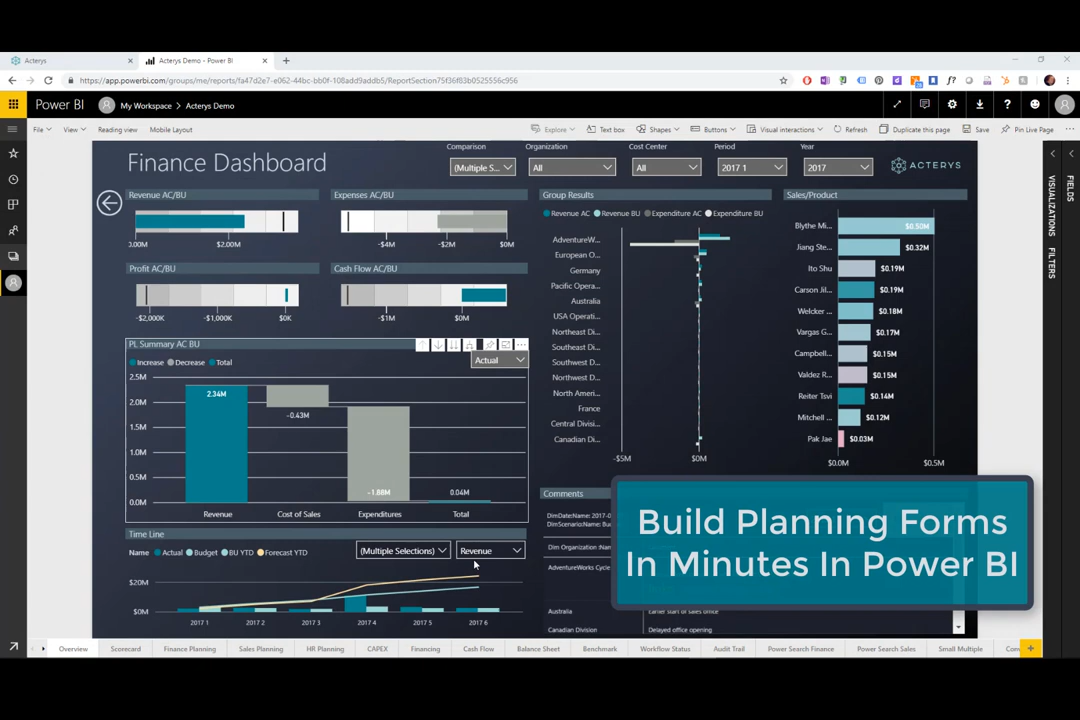 Acterys
Acterys Demo - Power BI
https://app.powerbi.com/groups/me/reports/fa47d2e7-e062-44bc-bb0f-108add9addb5/ReportSection75f36f83b0525556c956
Power BI
My Workspace > Acterys Demo
File View Reading view Mobile Layout
Explore Text box Shapes Buttons Visual interactions Refresh Duplicate this page Save Pin Live Page
Finance Dashboard
Comparison
(Multiple S...
Organization
All
Cost Center
All
Period
2017 1
Year
2017
ACTERYS
VISUALIZATIONS
FILTERS
FIELDS
Revenue AC/BU
$2.00M
Expenses AC/BU
-$4M -$2M $0M
Profit AC/BU
-$2,000K -$1,000K $0K
Cash Flow AC/BU
-$1M $0M
PL Summary AC BU
Actual
Increase Decrease Total
2.5M
2.0M
1.5M
1.0M
0.5M
0.0M
2.34M
-0.43M
-1.88M
0.04M
Revenue Cost of Sales Expenditures Total
Time Line
Name Actual Budget BU YTD Forecast YTD
(Multiple Selections)
Revenue
$20M
$0M
2017 1 2017 2 2017 3 2017 4 2017 5 2017 6
Group Results
Revenue AC Revenue BU Expenditure AC Expenditure BU
AdventureW...
European O...
Germany
Pacific Opera...
Australia
USA Operati...
Northeast Di...
Southeast Di...
Southwest D...
Northwest D...
North Ameri...
France
Central Divisi...
Canadian Di...
-$5M $0M
Sales/Product
Blythe Mi... $0.50M
Jiang Ste... $0.32M
Ito Shu $0.19M
Carson Jil... $0.19M
Welcker ... $0.18M
Vargas G... $0.17M
Campbell... $0.15M
Valdez R... $0.15M
Reiter Tsvi $0.14M
Mitchell ... $0.12M
Pak Jae $0.03M
$0.0M $0.5M
Comments
AdventureWorks Cycle
Australia Earlier start of sales office
Canadian Division Delayed office opening
Build Planning Forms
In Minutes In Power BI
Overview Scorecard Finance Planning Sales Planning HR Planning CAPEX Financing Cash Flow Balance Sheet Benchmark Workflow Status Audit Trail Power Search Finance Power Search Sales Small Multiple